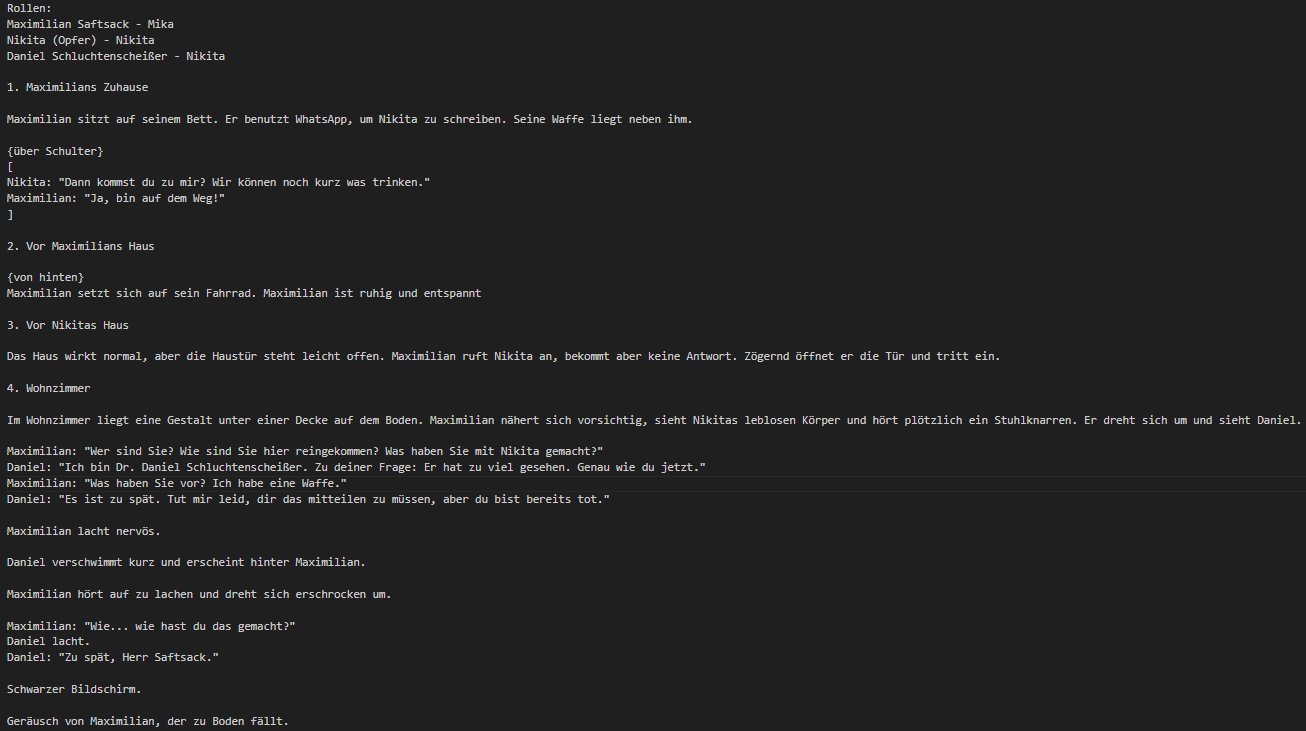 Rollen:
Maximilian Saftsack - Mika
Nikita (Opfer) - Nikita
Daniel Schluchtenscheißer - Nikita
1. Maximilians Zuhause
Maximilian sitzt auf seinem Bett. Er benutzt WhatsApp, um Nikita zu schreiben. Seine Waffe liegt neben ihm.
{über Schulter}
[
Nikita: "Dann kommst du zu mir? Wir können noch kurz was trinken."
Maximilian: "Ja, bin auf dem Weg!"
]
2. Vor Maximilians Haus
{von hinten}
Maximilian setzt sich auf sein Fahrrad. Maximilian ist ruhig und entspannt
3. Vor Nikitas Haus
Das Haus wirkt normal, aber die Haustür steht leicht offen. Maximilian ruft Nikita an, bekommt aber keine Antwort. Zögernd öffnet er die Tür und tritt ein.
4. Wohnzimmer
Im Wohnzimmer liegt eine Gestalt unter einer Decke auf dem Boden. Maximilian nähert sich vorsichtig, sieht Nikitas leblosen Körper und hört plötzlich ein Stuhlknarren. Er dreht sich um und sieht Daniel.
Maximilian: "Wer sind Sie? Wie sind Sie hier reingekommen? Was haben Sie mit Nikita gemacht?"
Daniel: "Ich bin Dr. Daniel Schluchtenscheißer. Zu deiner Frage: Er hat zu viel gesehen. Genau wie du jetzt."
Maximilian: "Was haben Sie vor? Ich habe eine Waffe."
Daniel: "Es ist zu spät. Tut mir leid, dir das mitteilen zu müssen, aber du bist bereits tot."
Maximilian lacht nervös.
Daniel verschwimmt kurz und erscheint hinter Maximilian.
Maximilian hört auf zu lachen und dreht sich erschrocken um.
Maximilian: "Wie... wie hast du das gemacht?"
Daniel lacht.
Daniel: "Zu spät, Herr Saftsack."
Schwarzer Bildschirm.
Geräusch von Maximilian, der zu Boden fällt.